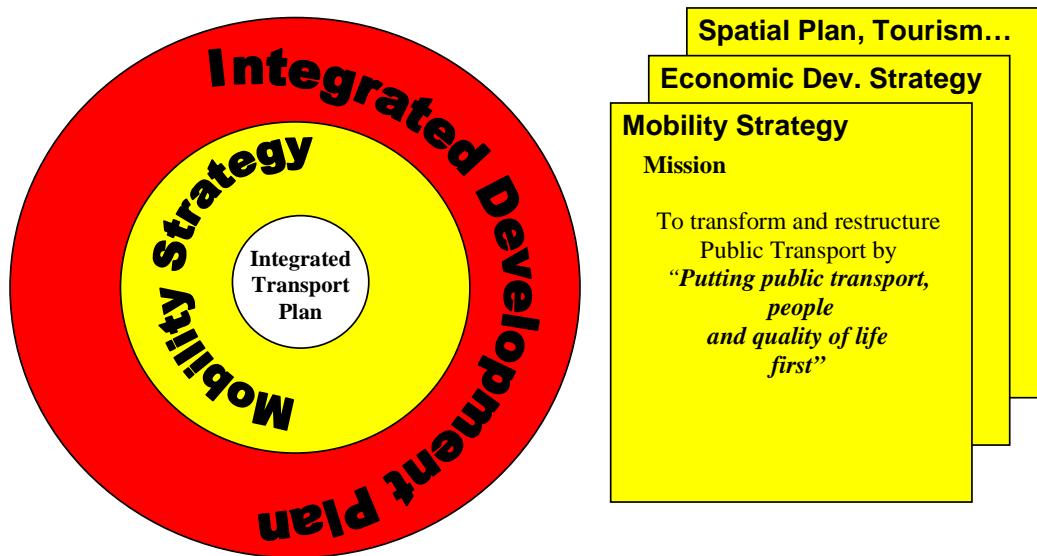 Integrated Development Plan
Mobility Strategy
Integrated
Transport
Plan
Spatial Plan, Tourism…
Economic Dev. Strategy
Mobility Strategy
Mission
To transform and restructure
Public Transport by
“Putting public transport,
people
and quality of life
first”